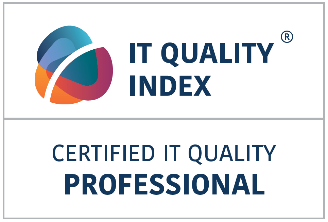 IT QUALITY ®
INDEX
CERTIFIED IT QUALITY
PROFESSIONAL